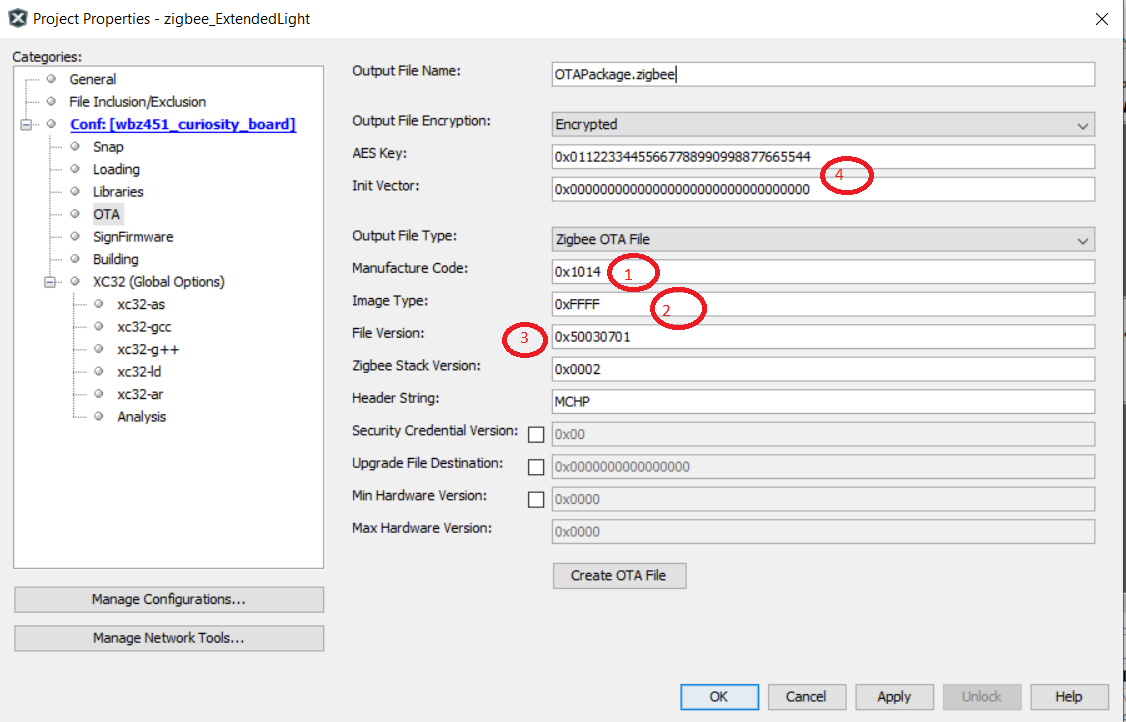 Project Properties - zigbee_ExtendedLight
Categories:
General
File Inclusion/Exclusion
Conf: [wbz451_curiosity_board]
Snap
Loading
Libraries
OTA
SignFirmware
Building
XC32 (Global Options)
xc32-as
xc32-gcc
xc32-g++
xc32-ld
xc32-ar
Analysis
Manage Configurations...
Manage Network Tools...
Output File Name: OTAPackage.zigbee
Output File Encryption: Encrypted
AES Key: 0x01122334455667788990998877665544
Init Vector: 0x00000000000000000000000000000000
4
Output File Type: Zigbee OTA File
Manufacture Code: 0x1014 1
Image Type: 0xFFFF 2
File Version: 3 0x50030701
Zigbee Stack Version: 0x0002
Header String: MCHP
Security Credential Version: 0x00
Upgrade File Destination: 0x0000000000000000
Min Hardware Version: 0x0000
Max Hardware Version: 0x0000
Create OTA File
OK Cancel Apply Unlock Help